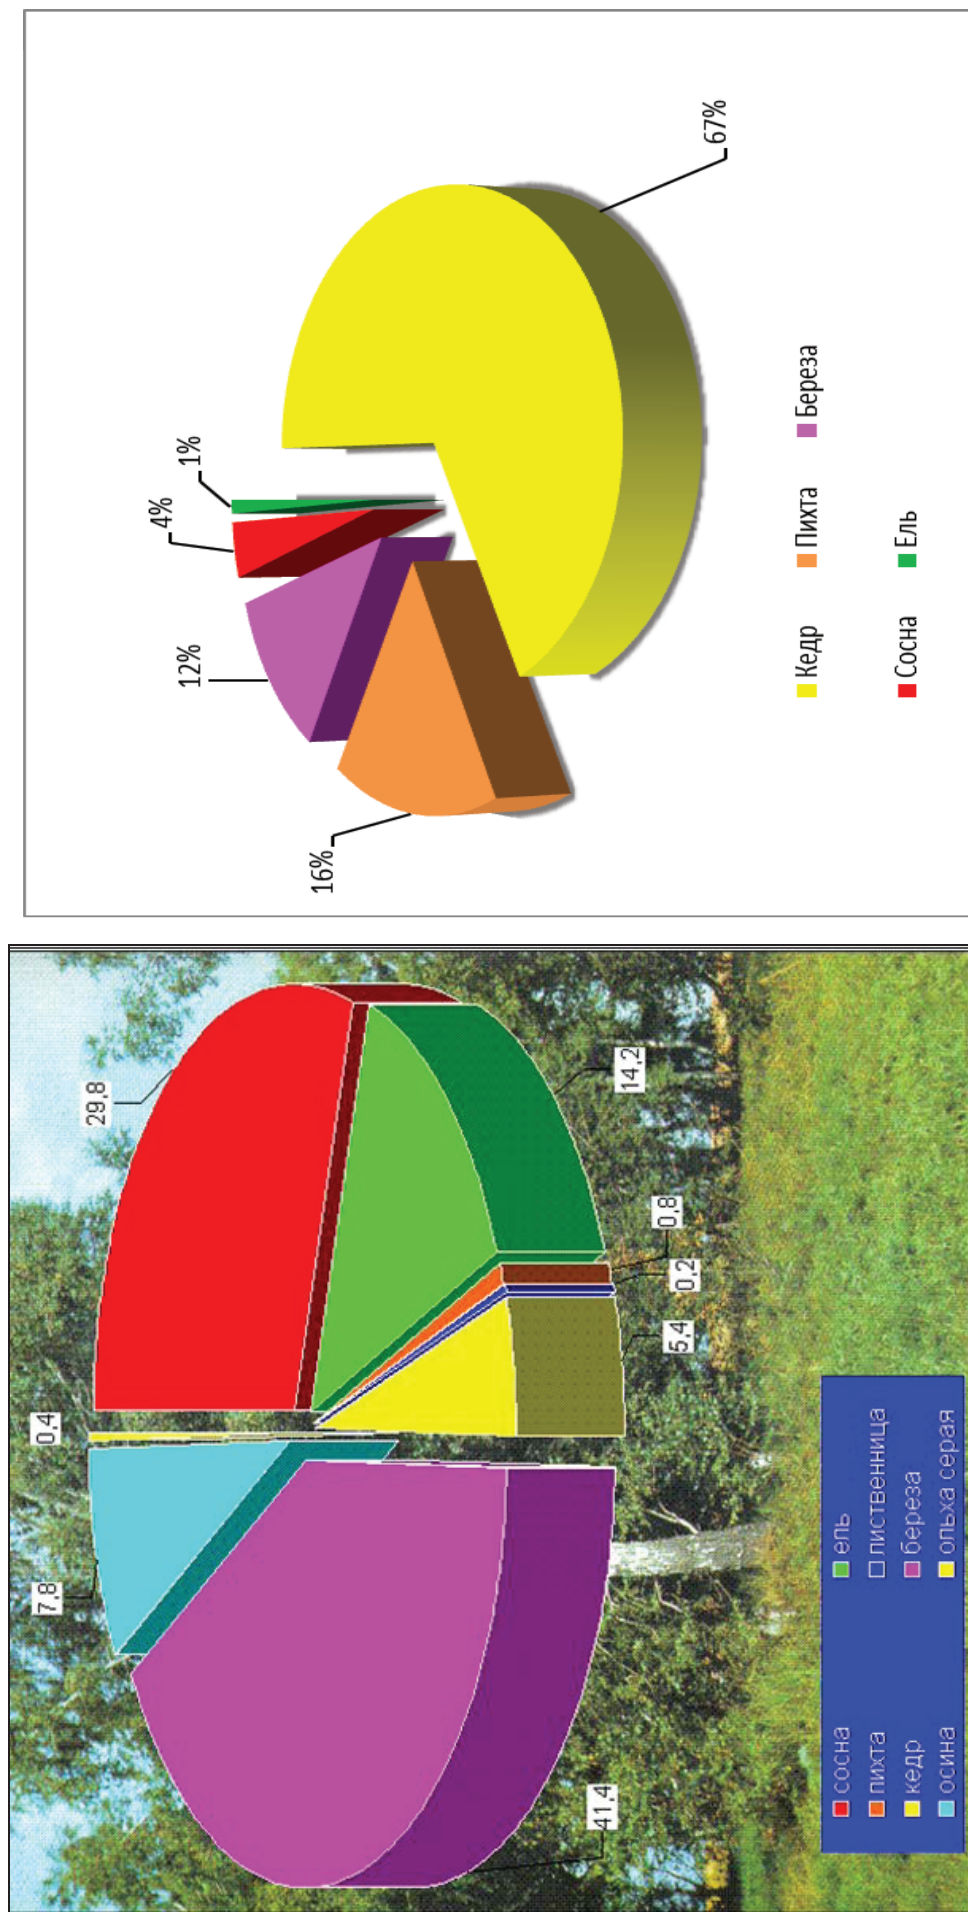 29,8
14,2
0,8
0,2
5,4
41,4
7,8
0,4
сосна ель
пихта лиственница
кедр береза
осина ольха серая
67%
16%
12%
4%
1%
Кедр Пихта Береза
Сосна Ель